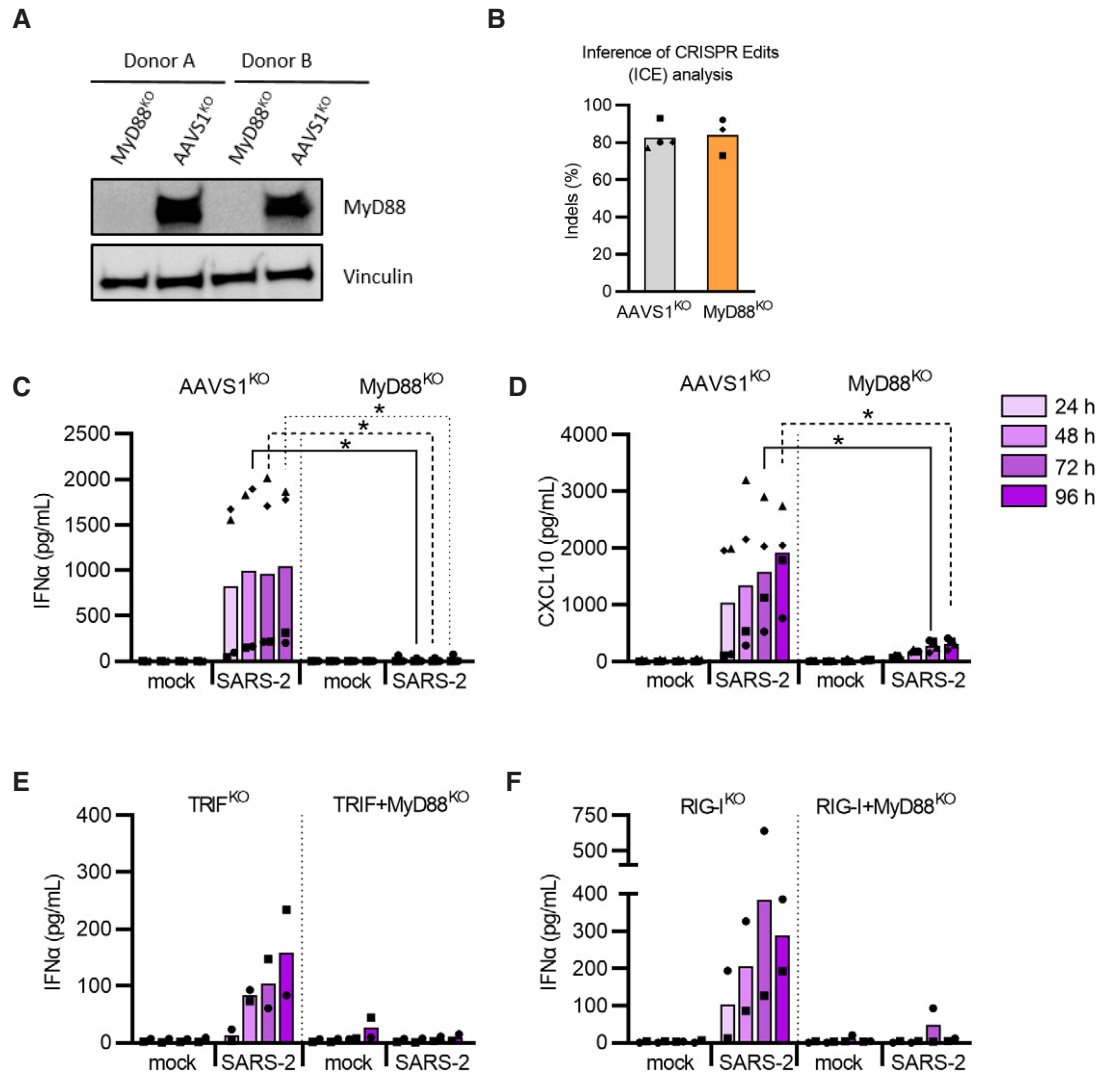 A
Donor A Donor B
MyD88KO AAVS1KO MyD88KO AAVS1KO
MyD88
Vinculin
B
Inference of CRISPR Edits
(ICE) analysis
Indels (%)
100
80
60
40
20
0
AAVS1KO MyD88KO
C
AAVS1KO MyD88KO
* * *
IFNα (pg/mL)
2500
2000
1500
1000
500
0
mock SARS-2 mock SARS-2
D
AAVS1KO MyD88KO
* *
CXCL10 (pg/mL)
4000
3000
2000
1000
0
mock SARS-2 mock SARS-2
24 h
48 h
72 h
96 h
E
TRIFKO TRIF+MyD88KO
IFNα (pg/mL)
400
300
200
100
0
mock SARS-2 mock SARS-2
F
RIG-IKO RIG-I+MyD88KO
IFNα (pg/mL)
750
500
400
300
200
100
0
mock SARS-2 mock SARS-2